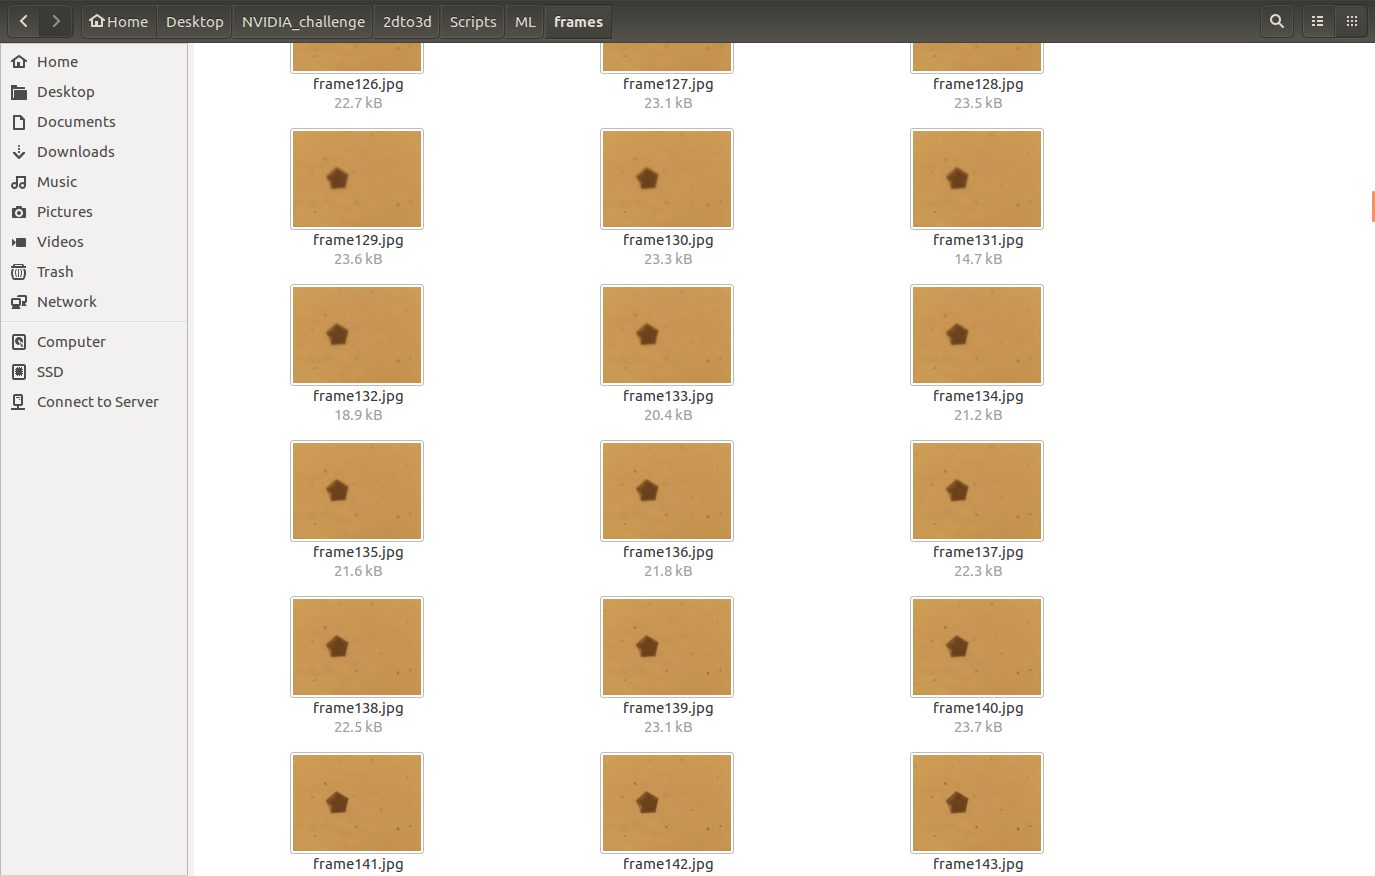 Home Desktop NVIDIA_challenge 2dto3d Scripts ML frames
Home
Desktop
Documents
Downloads
Music
Pictures
Videos
Trash
Network
Computer
SSD
Connect to Server
frame126.jpg frame127.jpg frame128.jpg
22.7 kB 23.1 kB 23.5 kB
frame129.jpg frame130.jpg frame131.jpg
23.6 kB 23.3 kB 14.7 kB
frame132.jpg frame133.jpg frame134.jpg
18.9 kB 20.4 kB 21.2 kB
frame135.jpg frame136.jpg frame137.jpg
21.6 kB 21.8 kB 22.3 kB
frame138.jpg frame139.jpg frame140.jpg
22.5 kB 23.1 kB 23.7 kB
frame141.jpg frame142.jpg frame143.jpg